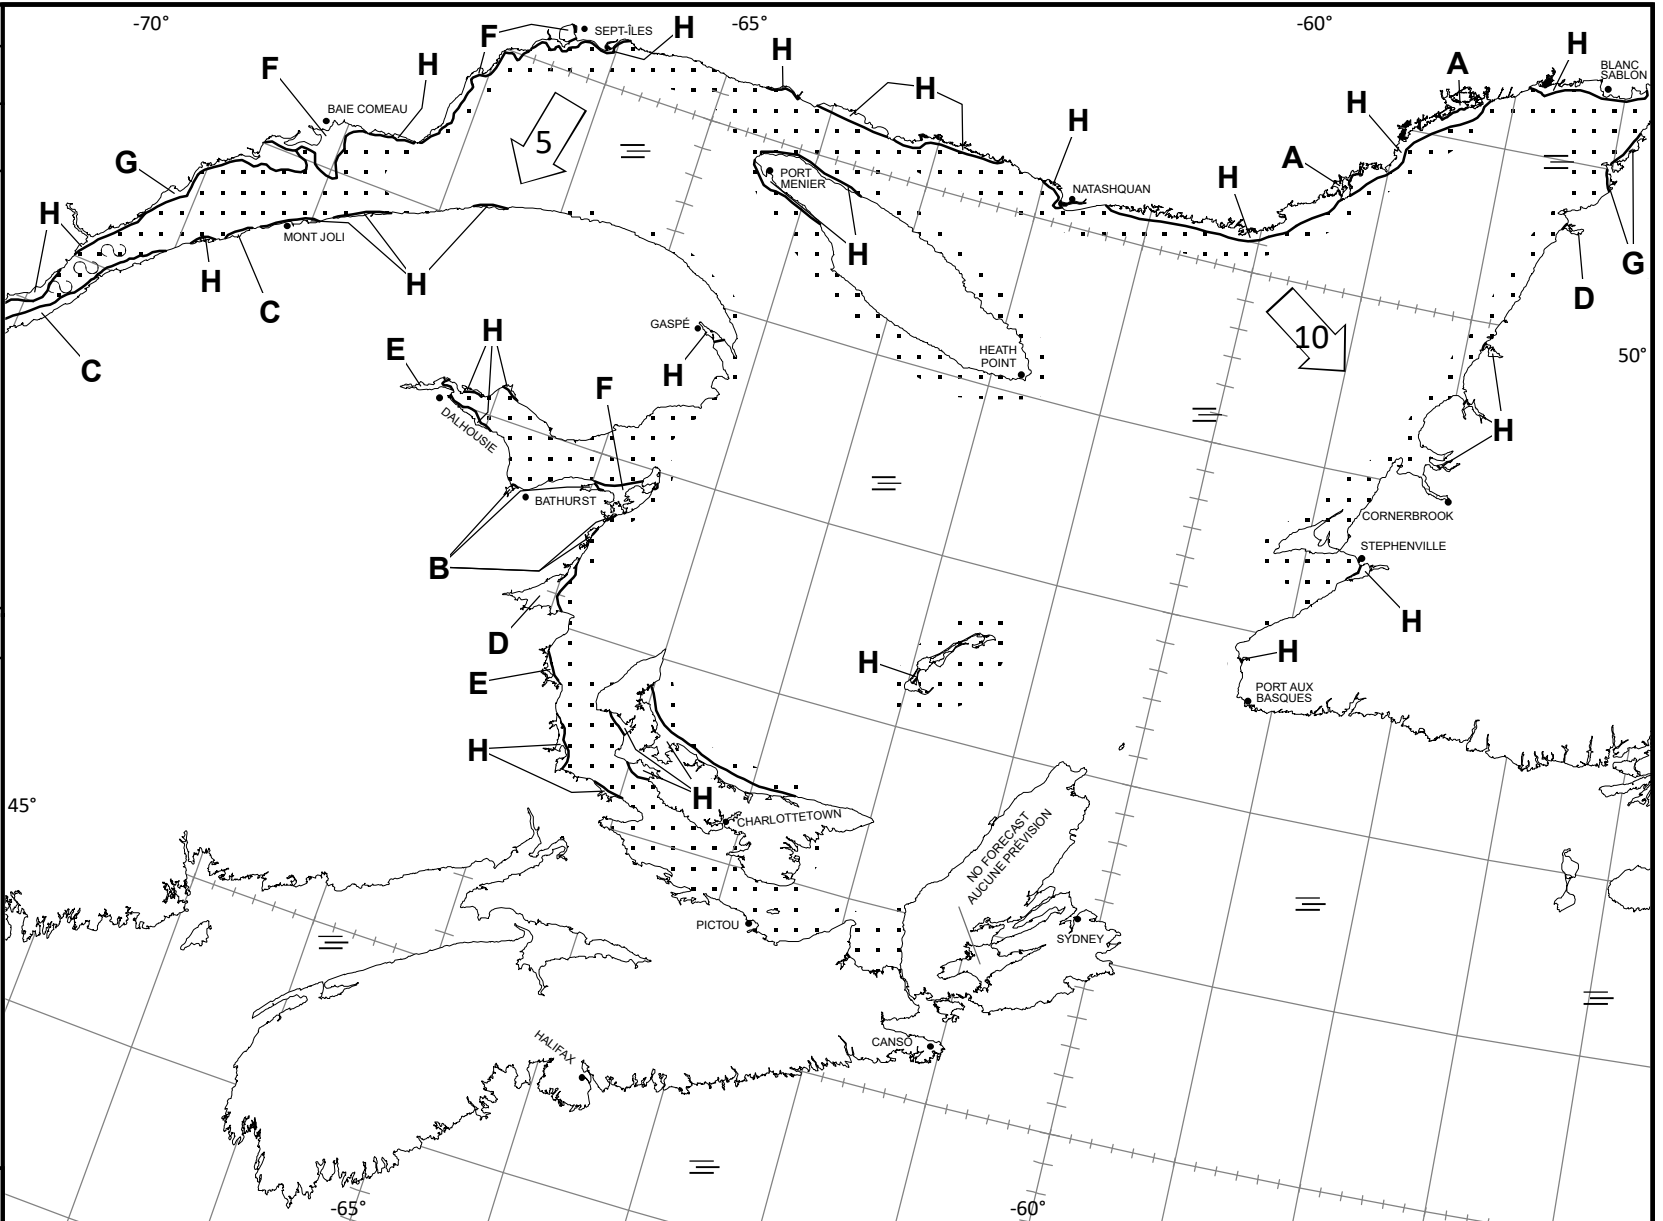 -70°
-65°
-60°
F
SEPT-ÎLES
H
H
H
A
BLANC
SABLON
F
H
H
BAIE COMEAU
5
H
H
G
A
H
PORT
MENIER
NATASHQUAN
H
MONT JOLI
H
H
H
G
C
D
GASPÉ
10
H
E
HEATH
POINT
50°
C
H
F
DALHOUSIE
H
BATHURST
CORNERBROOK
STEPHENVILLE
B
H
D
H
H
E
PORT AUX
BASQUES
H
H
45°
CHARLOTTETOWN
NO FORECAST
AUCUNE PRÉVISION
PICTOU
SYDNEY
HALIFAX
CANSO
-65°
-60°